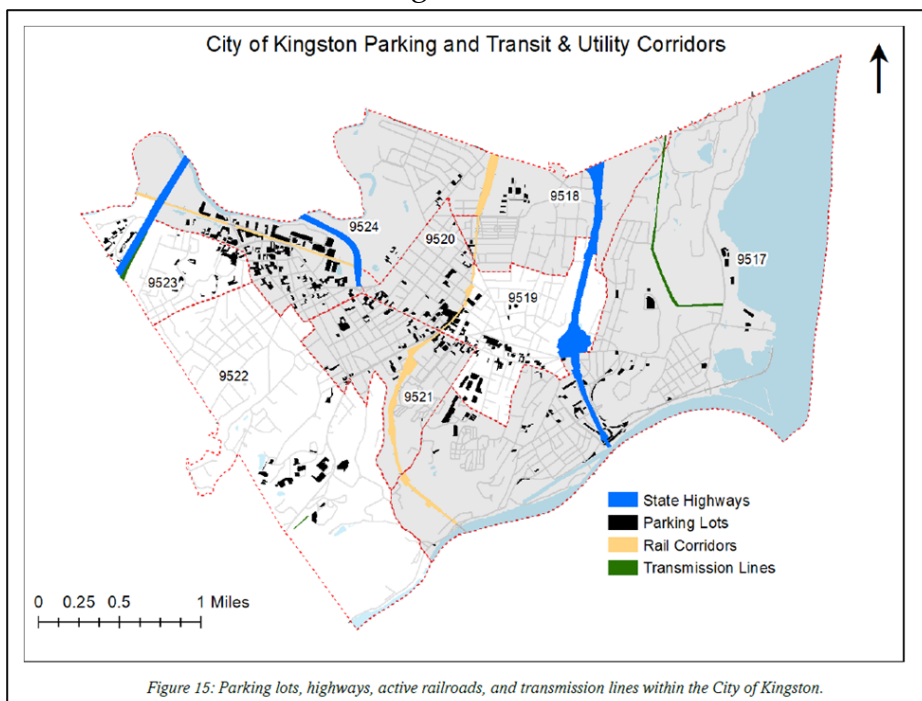 City of Kingston Parking and Transit & Utility Corridors
9518
9524
9520
9517
9523
9519
9522
9521
State Highways
Parking Lots
Rail Corridors
Transmission Lines
0 0.25 0.5 1 Miles
Figure 15: Parking lots, highways, active railroads, and transmission lines within the City of Kingston.